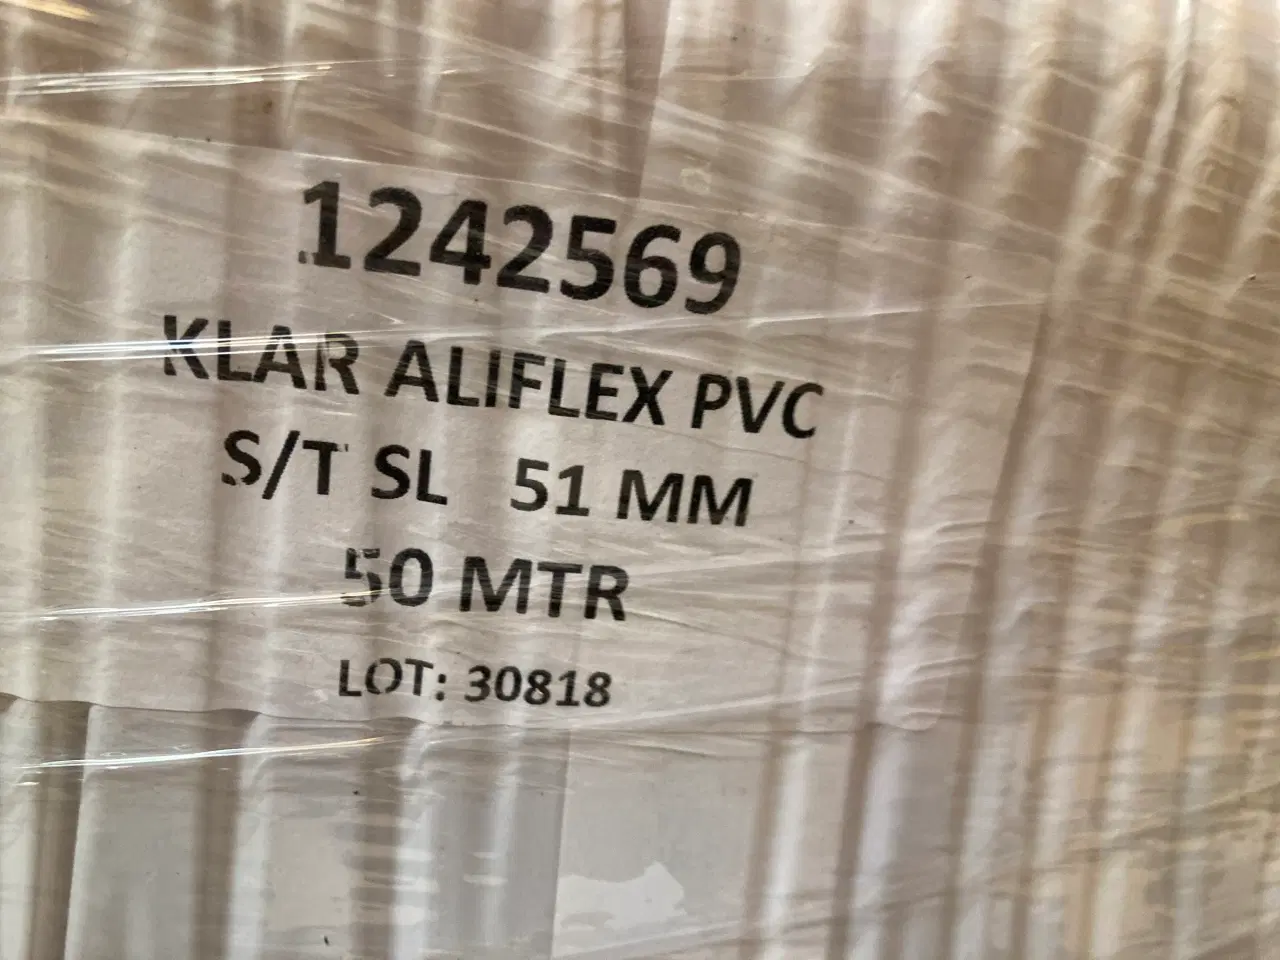 1242569
KLAR ALIFLEX PVC
S/T SL 51 MM
50 MTR
LOT: 30818